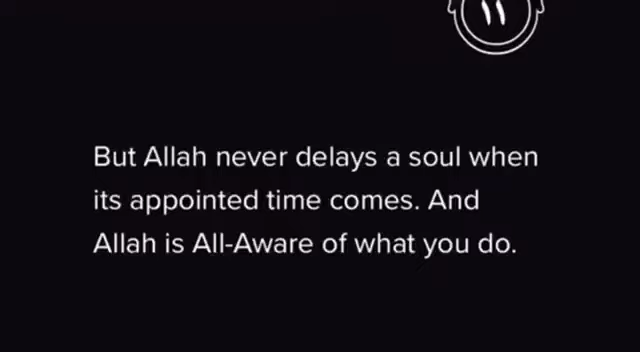 ١١
But Allah never delays a soul when
its appointed time comes. And
Allah is All-Aware of what you do.